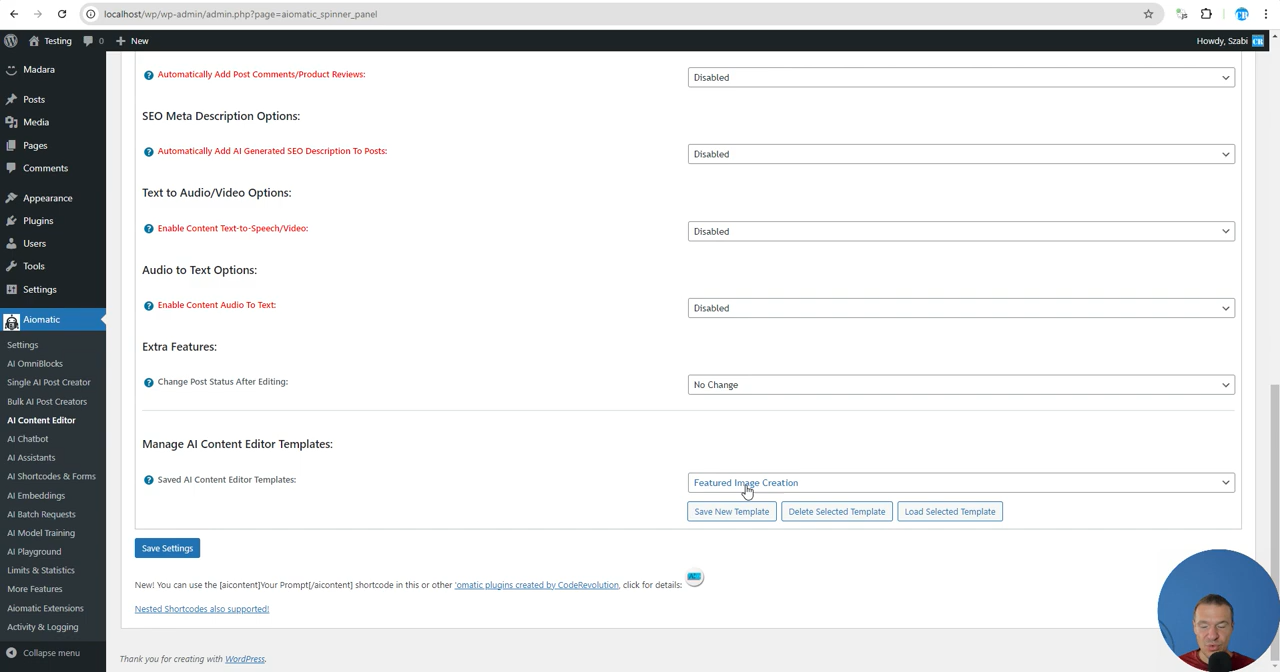 localhost/wp/wp-admin/admin.php?page=aiomatic_spinner_panel
Testing
0
New
Howdy, Szabi
Madara
Posts
Media
Pages
Comments
Appearance
Plugins
Users
Tools
Settings
Aiomatic
Settings
AI OmniBlocks
Single AI Post Creator
Bulk AI Post Creators
AI Content Editor
AI Chatbot
AI Assistants
AI Shortcodes & Forms
AI Embeddings
AI Batch Requests
AI Model Training
AI Playground
Limits & Statistics
More Features
Aiomatic Extensions
Activity & Logging
Collapse menu
Automatically Add Post Comments/Product Reviews:
Disabled
SEO Meta Description Options:
Automatically Add AI Generated SEO Description To Posts:
Disabled
Text to Audio/Video Options:
Enable Content Text-to-Speech/Video:
Disabled
Audio to Text Options:
Enable Content Audio To Text:
Disabled
Extra Features:
Change Post Status After Editing:
No Change
Manage AI Content Editor Templates:
Saved AI Content Editor Templates:
Featured Image Creation
Save New Template
Delete Selected Template
Load Selected Template
Save Settings
New! You can use the [aicontent]Your Prompt[/aicontent] shortcode in this or other 'omatic plugins created by CodeRevolution, click for details:
Nested Shortcodes also supported!
Thank you for creating with WordPress.